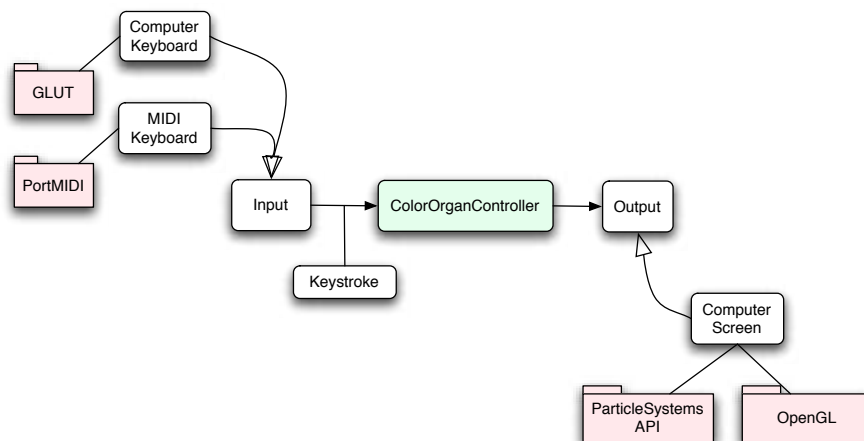 Computer
Keyboard
GLUT
MIDI
Keyboard
PortMIDI
Input
ColorOrganController
Output
Keystroke
Computer
Screen
ParticleSystems
API
OpenGL